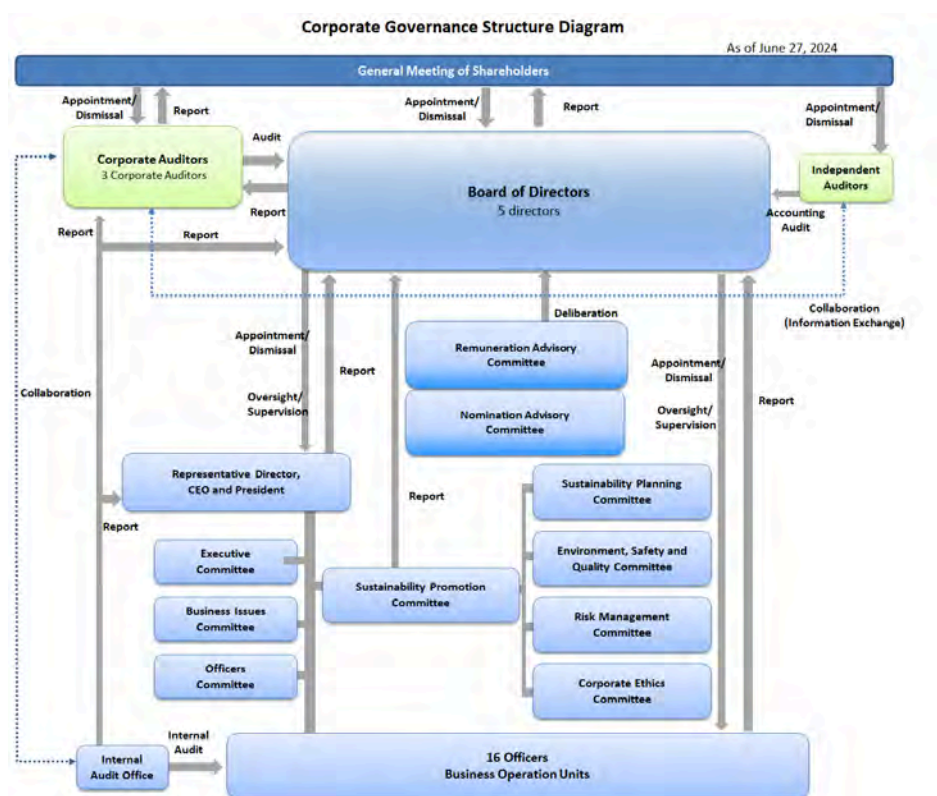 Corporate Governance Structure Diagram
As of June 27, 2024
General Meeting of Shareholders
Appointment/
Dismissal
Report
Appointment/
Dismissal
Report
Appointment/
Dismissal
Corporate Auditors
3 Corporate Auditors
Audit
Report
Board of Directors
5 directors
Independent
Auditors
Accounting
Audit
Report
Report
Collaboration
(Information Exchange)
Appointment/
Dismissal
Oversight/
Supervision
Report
Deliberation
Remuneration Advisory
Committee
Nomination Advisory
Committee
Appointment/
Dismissal
Oversight/
Supervision
Report
Collaboration
Representative Director,
CEO and President
Report
Report
Sustainability Planning
Committee
Executive
Committee
Environment, Safety and
Quality Committee
Sustainability Promotion
Committee
Business Issues
Committee
Risk Management
Committee
Officers
Committee
Corporate Ethics
Committee
Internal
Audit Office
Internal
Audit
16 Officers
Business Operation Units